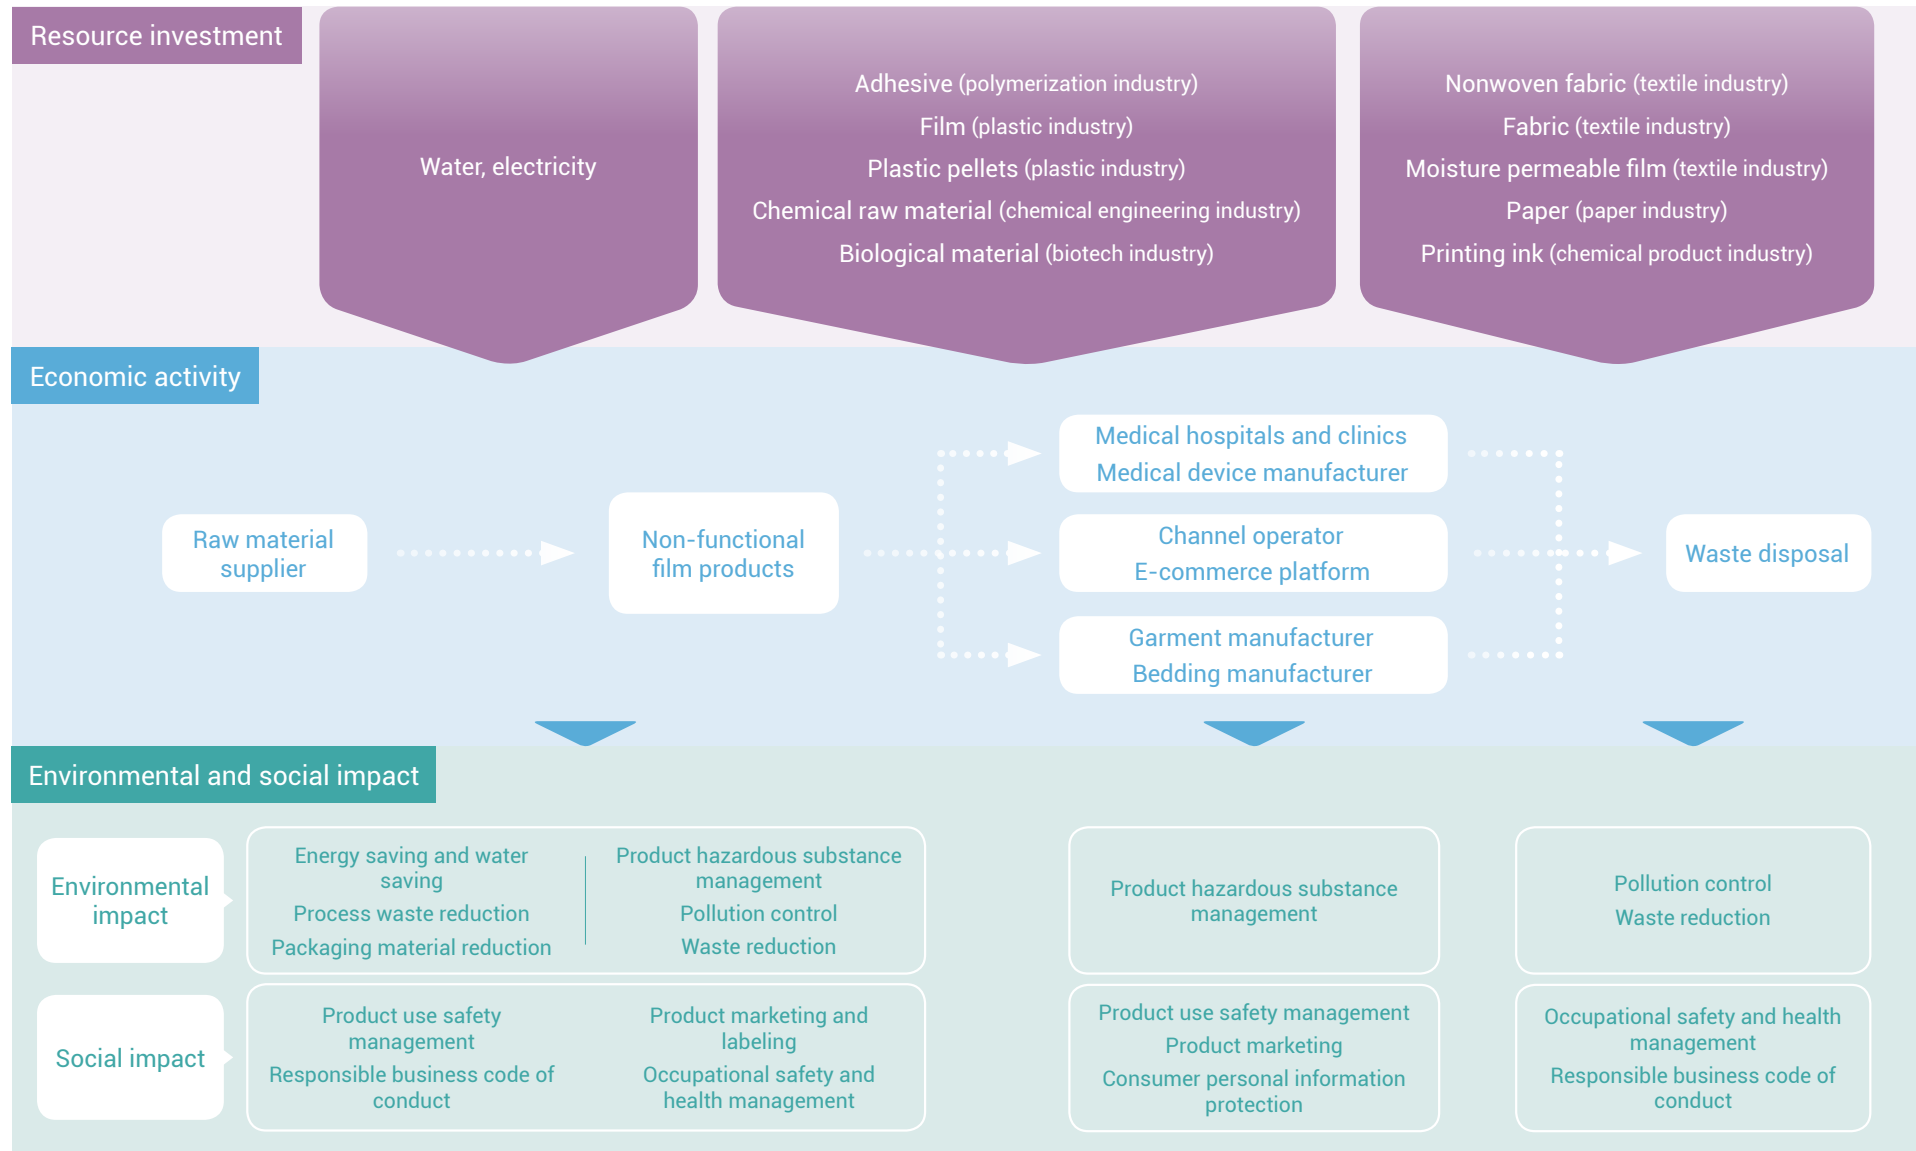 Resource investment
Water, electricity
Adhesive (polymerization industry)
Film (plastic industry)
Plastic pellets (plastic industry)
Chemical raw material (chemical engineering industry)
Biological material (biotech industry)
Nonwoven fabric (textile industry)
Fabric (textile industry)
Moisture permeable film (textile industry)
Paper (paper industry)
Printing ink (chemical product industry)
Economic activity
Raw material
supplier
Non-functional
film products
Medical hospitals and clinics
Medical device manufacturer
Channel operator
E-commerce platform
Garment manufacturer
Bedding manufacturer
Waste disposal
Environmental and social impact
Environmental
impact
Energy saving and water
saving
Process waste reduction
Packaging material reduction
Product hazardous substance
management
Pollution control
Waste reduction
Product hazardous substance
management
Pollution control
Waste reduction
Social impact
Product use safety
management
Responsible business code of
conduct
Product marketing and
labeling
Occupational safety and
health management
Product use safety management
Product marketing
Consumer personal information
protection
Occupational safety and health
management
Responsible business code of
conduct